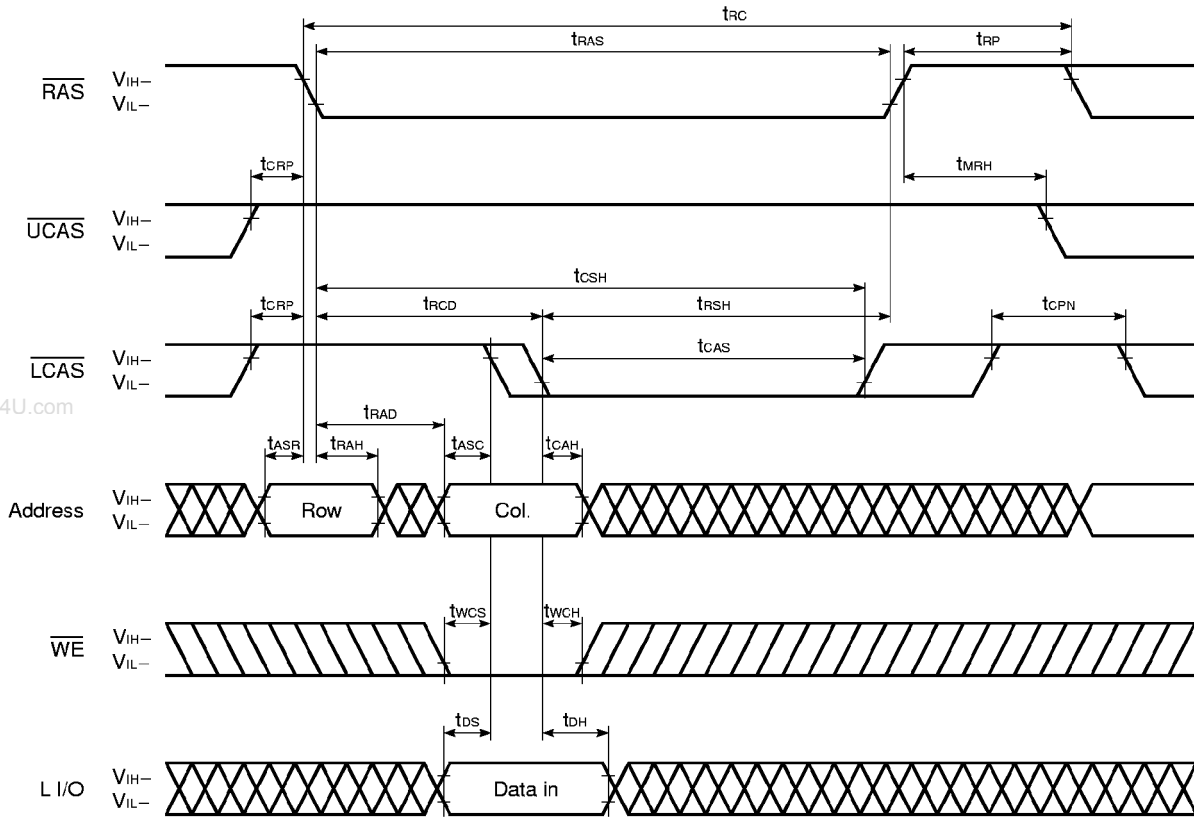 tRC
tRAS tRP
RAS VIH–
VIL–
tCRP tMRH
UCAS VIH–
VIL–
tCSH
tCRP tRCD tRSH tCPN
LCAS VIH–
VIL–
tCAS
4U.com
tRAD
tASR tRAH tASC tCAH
Address VIH–
VIL–
Row Col.
tWCS tWCH
WE VIH–
VIL–
tDS tDH
L I/O VIH–
VIL–
Data in